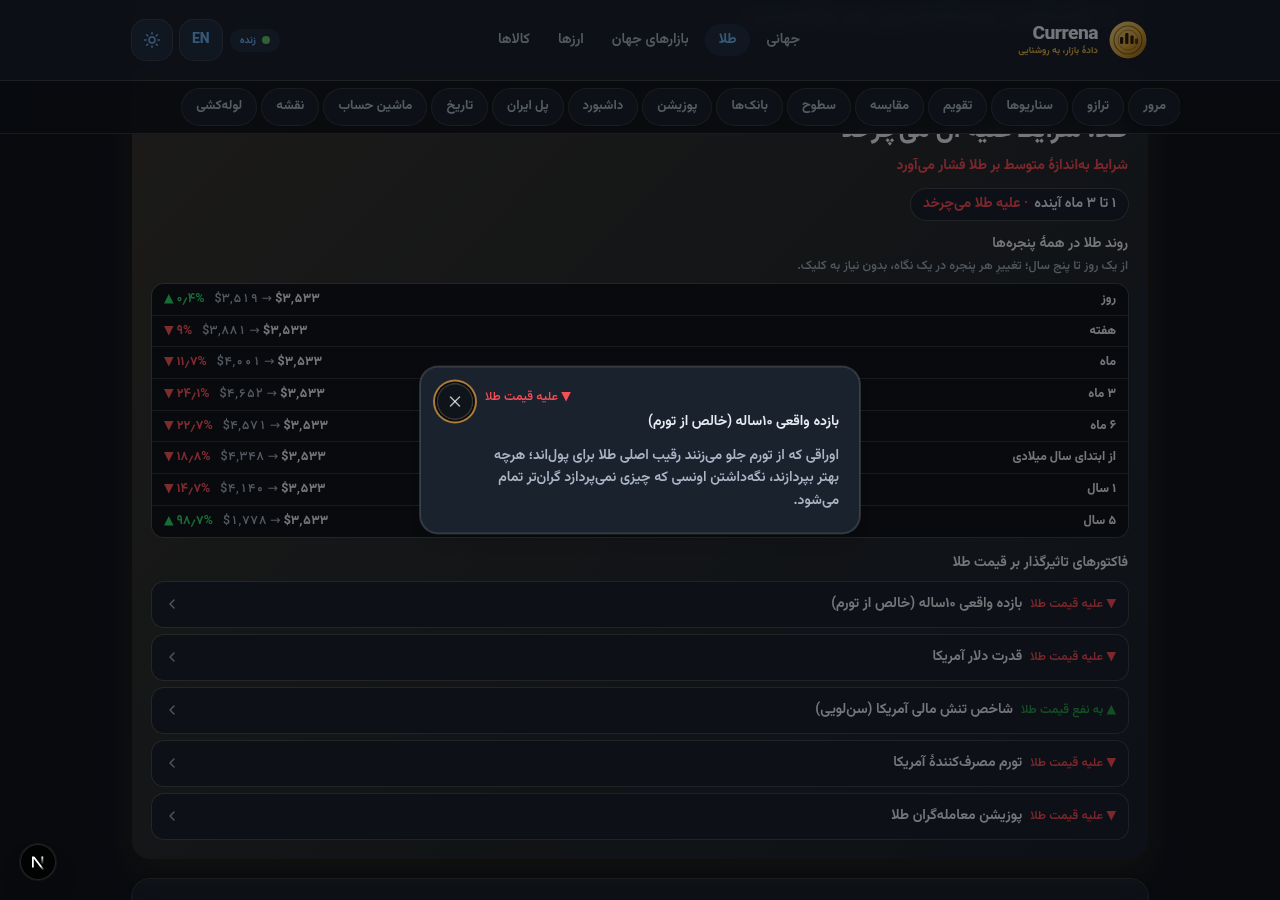 Currena
دادهٔ بازار، به روشنایی
جهانی
طلا
بازارهای جهان
ارزها
کالاها
زنده
EN
مرور
ترازو
سناریوها
تقویم
مقایسه
سطوح
بانک‌ها
پوزیشن
داشبورد
پل ایران
تاریخ
ماشین حساب
نقشه
لوله‌کشی
شرایط به‌اندازهٔ متوسط بر طلا فشار می‌آورد
۱ تا ۳ ماه آینده · علیه طلا می‌چرخد
روند طلا در همهٔ پنجره‌ها
از یک روز تا پنج سال؛ تغییرِ هر پنجره در یک نگاه، بدون نیاز به کلیک.
روز $۳,۵۱۹ → $۳,۵۳۳ ▲ ۰٫۴%
هفته $۳,۸۸۱ → $۳,۵۳۳ ▼ ۹%
ماه $۴,۰۰۱ → $۳,۵۳۳ ▼ ۱۱٫۷%
۳ ماه $۴,۶۵۲ → $۳,۵۳۳ ▼ ۲۴٫۱%
۶ ماه $۴,۵۷۱ → $۳,۵۳۳ ▼ ۲۲٫۷%
از ابتدای سال میلادی $۴,۳۴۸ → $۳,۵۳۳ ▼ ۱۸٫۸%
۱ سال $۴,۱۴۰ → $۳,۵۳۳ ▼ ۱۴٫۷%
۵ سال $۱,۷۷۸ → $۳,۵۳۳ ▲ ۹۸٫۷%
▼ علیه قیمت طلا
بازده واقعی ۱۰ساله (خالص از تورم)
اوراقی که از تورم جلو می‌زنند رقیب اصلی طلا برای پول‌اند؛ هرچه
بهتر بپردازند، نگه‌داشتن اونسی که چیزی نمی‌پردازد گران‌تر تمام
می‌شود.
فاکتورهای تاثیرگذار بر قیمت طلا
▼ علیه قیمت طلا بازده واقعی ۱۰ساله (خالص از تورم)
▼ علیه قیمت طلا قدرت دلار آمریکا
▲ به نفع قیمت طلا شاخص تنش مالی آمریکا (سن‌لویی)
▼ علیه قیمت طلا تورم مصرف‌کنندهٔ آمریکا
▼ علیه قیمت طلا پوزیشن معامله‌گران طلا
N